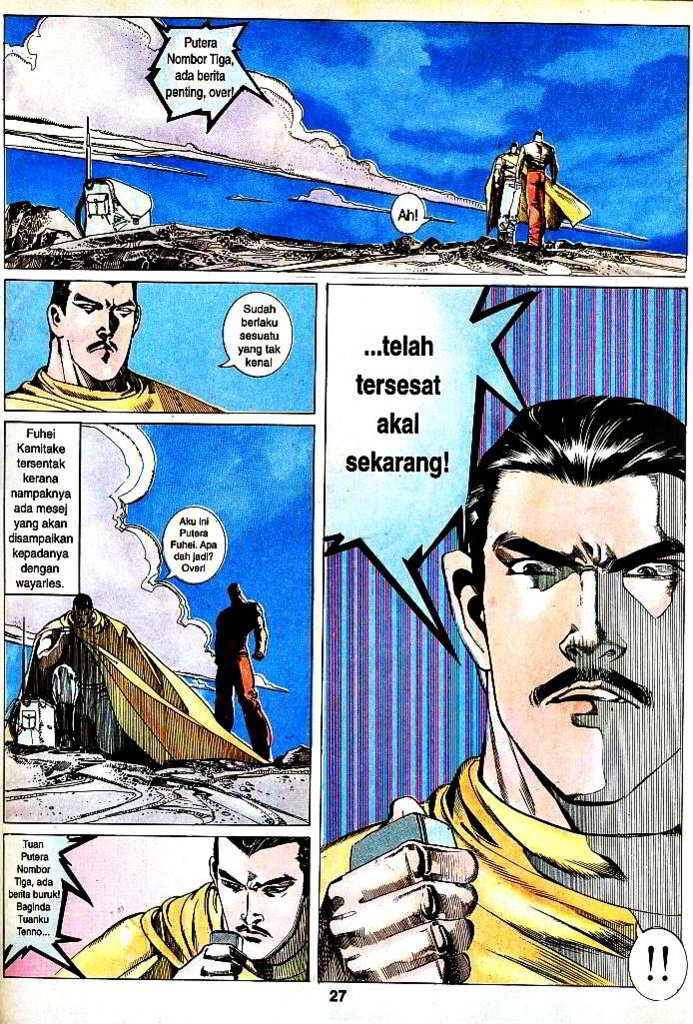 Putera
Nombor Tiga,
ada berita
penting, over!
Ah!
Sudah
berlaku
sesuatu
yang tak
kena!
Fuhei
Kamitake
tersentak
kerana
nampaknya
ada mesej
yang akan
disampaikan
kepadanya
dengan
wayarles.
Aku ini
Putera
Fuhei. Apa
dah jadi?
Over!
Tuan
Putera
Nombor
Tiga, ada
berita buruk!
Baginda
Tuanku
Tenno...
...telah
tersesat
akal
sekarang!
!!
27